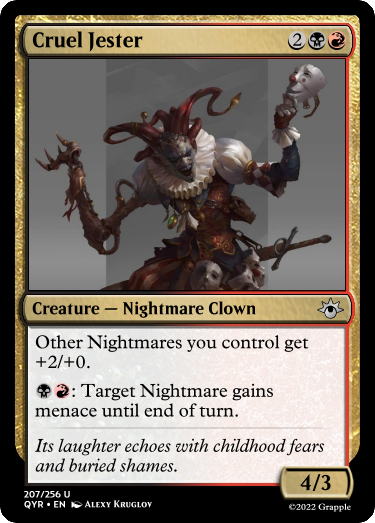 Cruel Jester 2
Creature — Nightmare Clown
Other Nightmares you control get
+2/+0.
: Target Nightmare gains
menace until end of turn.
Its laughter echoes with childhood fears
and buried shames.
4/3
207/256 U
QYR • EN Alexy Kruglov
©2022 Grapple